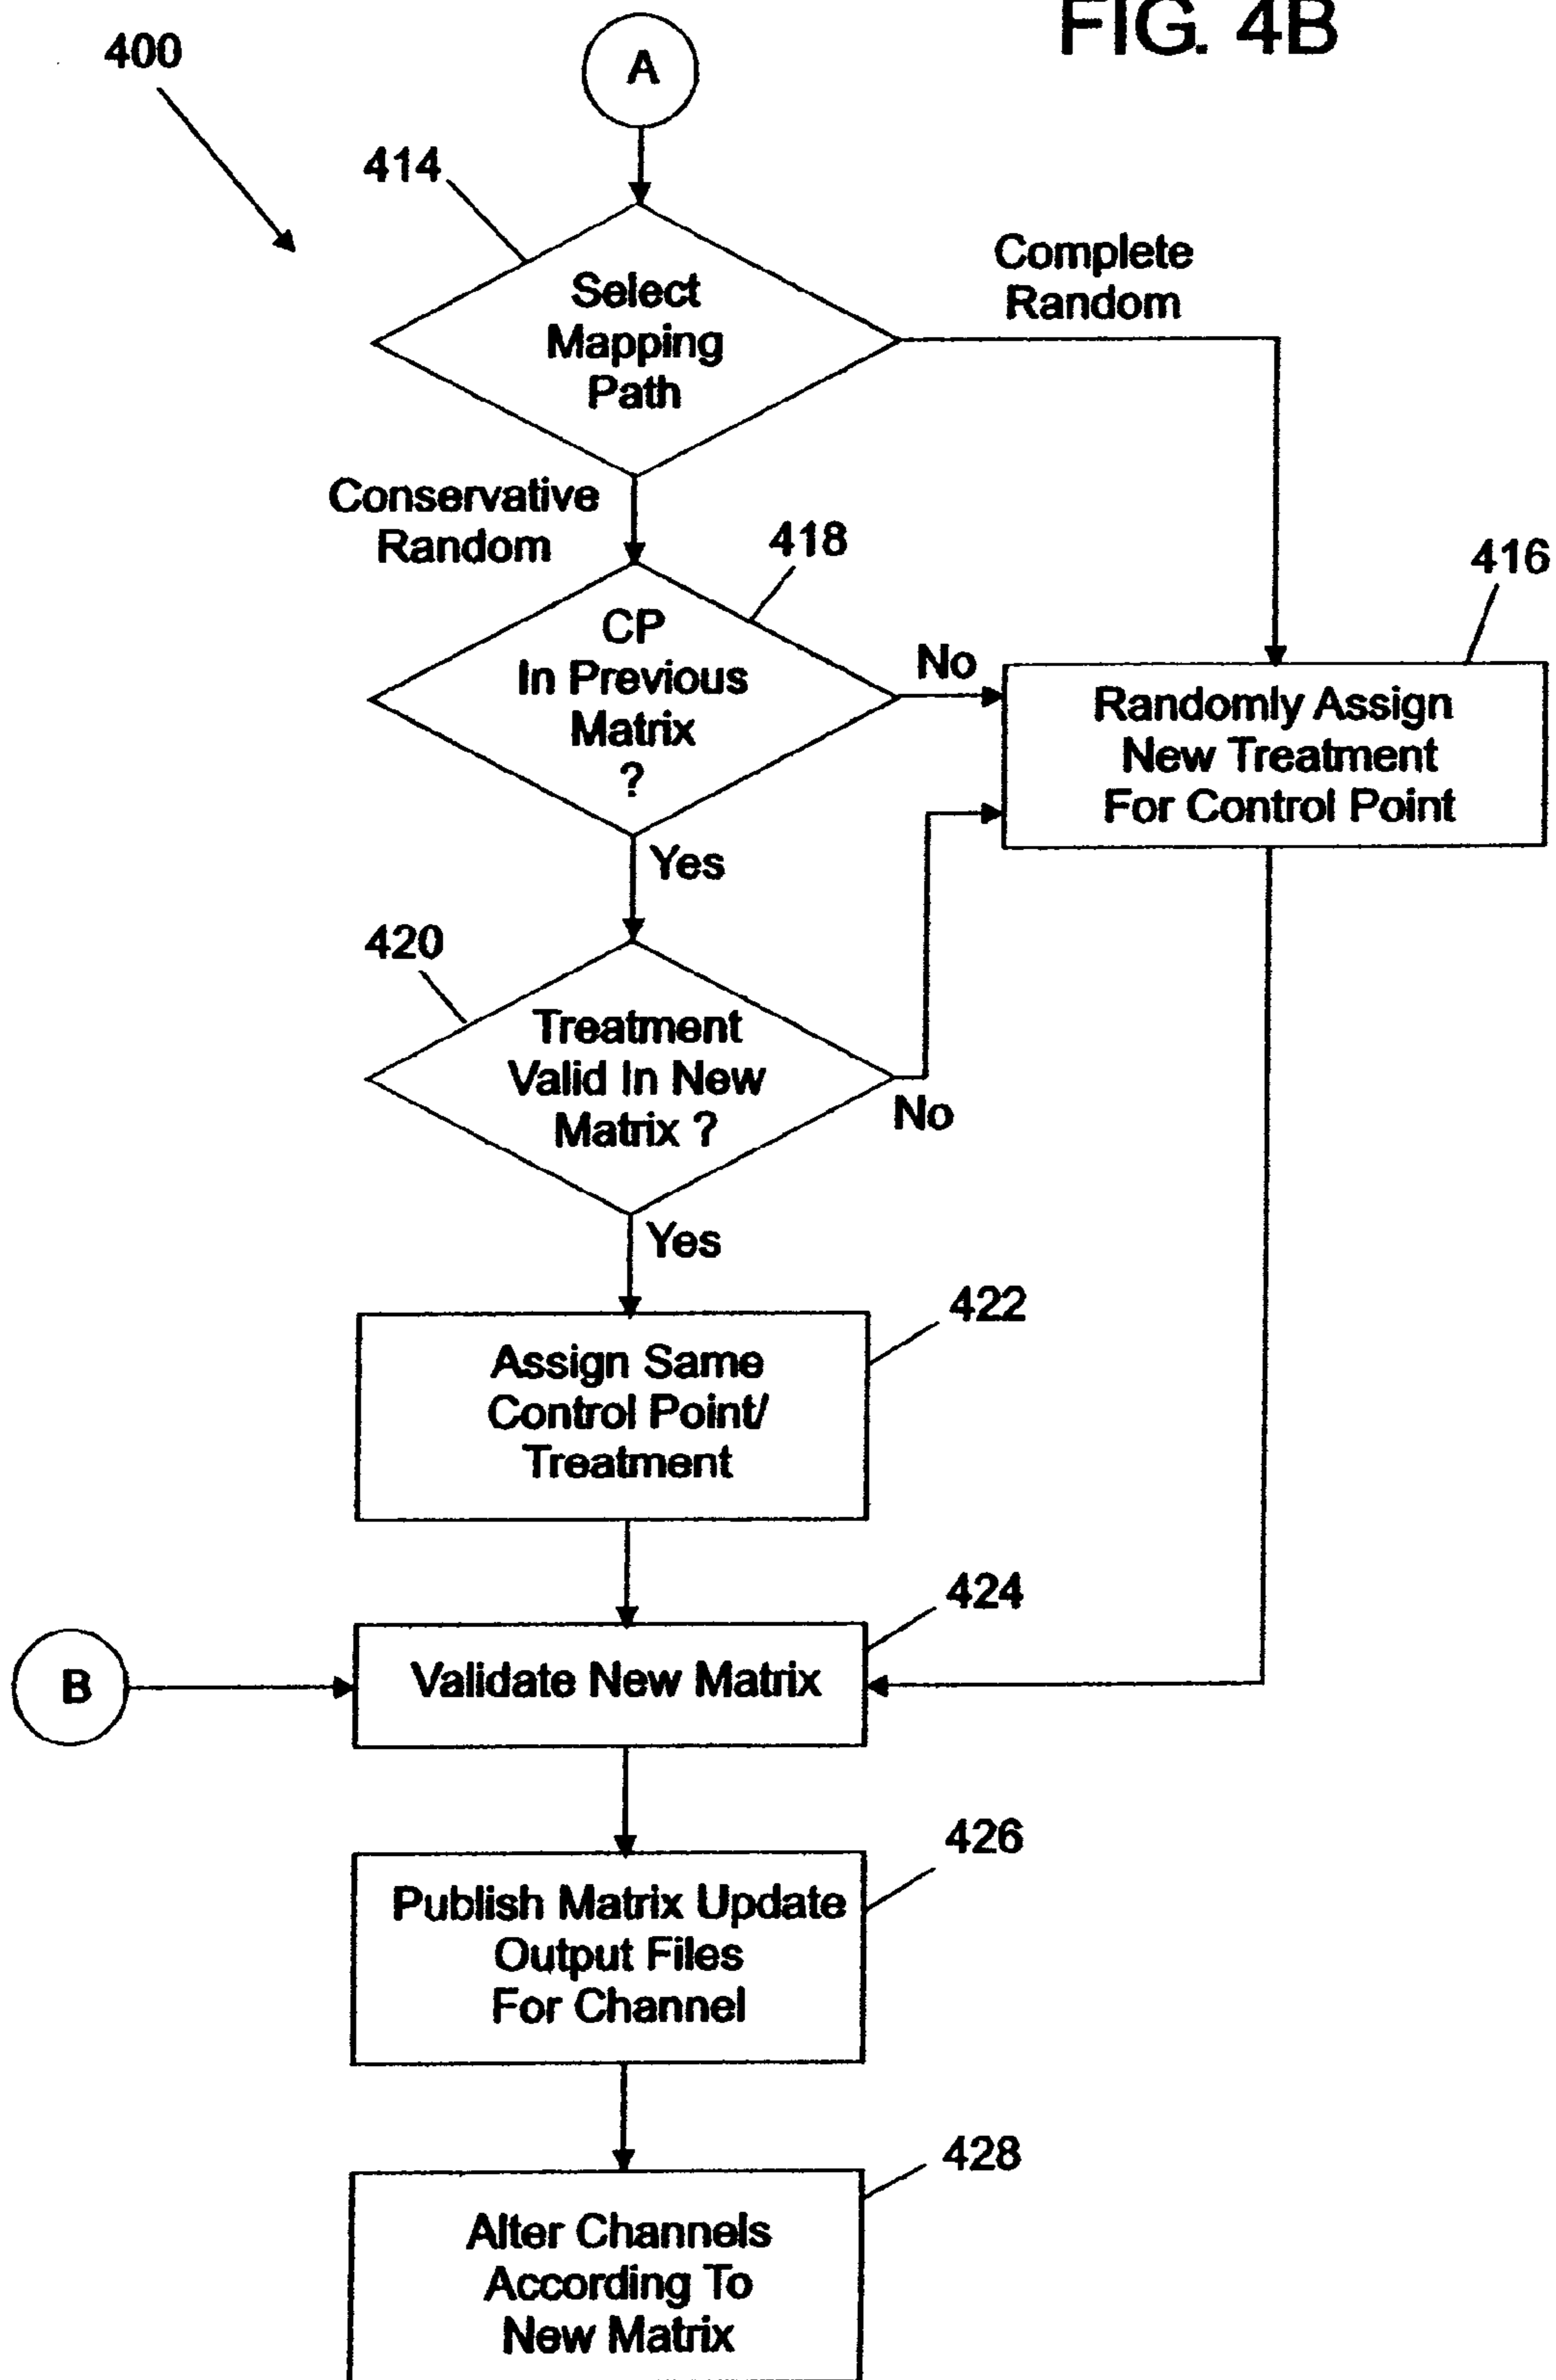 FIG. 4B
400
A
414
Select
Mapping
Path
Complete
Random
Conservative
Random
418
CP
In Previous
Matrix
?
No
416
Randomly Assign
New Treatment
For Control Point
Yes
420
Treatment
Valid In New
Matrix ?
No
Yes
422
Assign Same
Control Point/
Treatment
424
B
Validate New Matrix
426
Publish Matrix Update
Output Files
For Channel
428
Alter Channels
According To
New Matrix